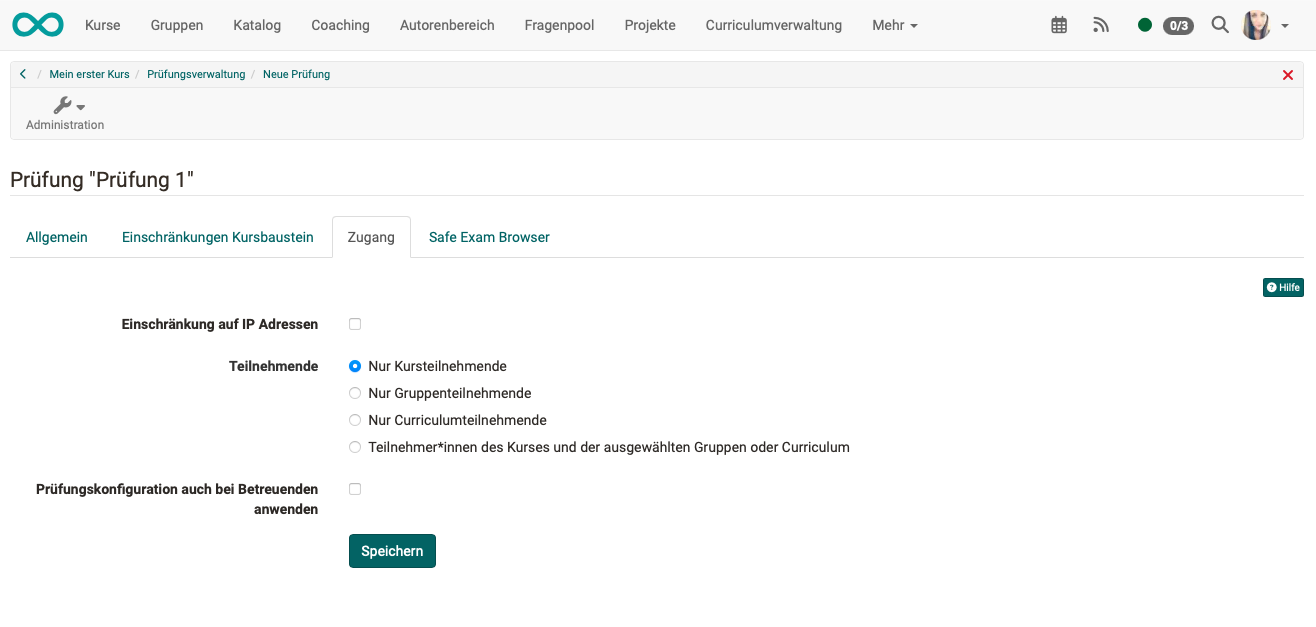 Kurse Gruppen Katalog Coaching Autorenbereich Fragenpool Projekte Curriculumverwaltung Mehr 0/3
/ Mein erster Kurs / Prüfungsverwaltung / Neue Prüfung
Administration
Prüfung "Prüfung 1"
Allgemein Einschränkungen Kursbaustein Zugang Safe Exam Browser
Hilfe
Einschränkung auf IP Adressen
Teilnehmende Nur Kursteilnehmende
Nur Gruppenteilnehmende
Nur Curriculumteilnehmende
Teilnehmer*innen des Kurses und der ausgewählten Gruppen oder Curriculum
Prüfungskonfiguration auch bei Betreuenden
anwenden
Speichern